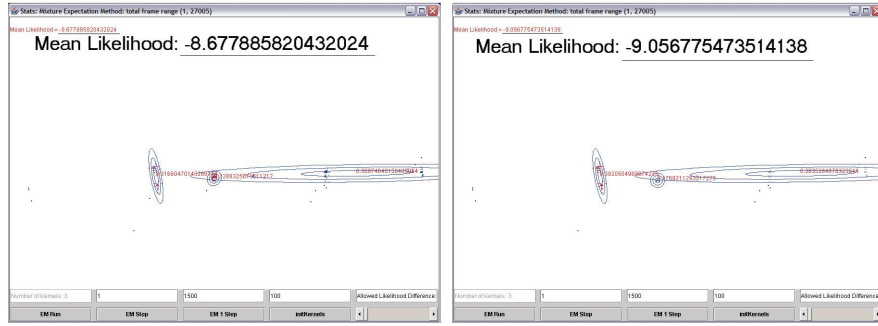 Stats: Mixture Expectation Method: total frame range (1, 27005)
Mean Likelihood = -8.677885820432024
Mean Likelihood: -8.677885820432024
Number of Kernels: 3
1
1500
100
Allowed Likelihood Difference:
EM Run
EM Stop
EM 1 Step
initKernels
Stats: Mixture Expectation Method: total frame range (1, 27005)
Mean Likelihood = -9.056775473514138
Mean Likelihood: -9.056775473514138
Number of Kernels: 3
1
1500
100
Allowed Likelihood Difference:
EM Run
EM Stop
EM 1 Step
initKernels